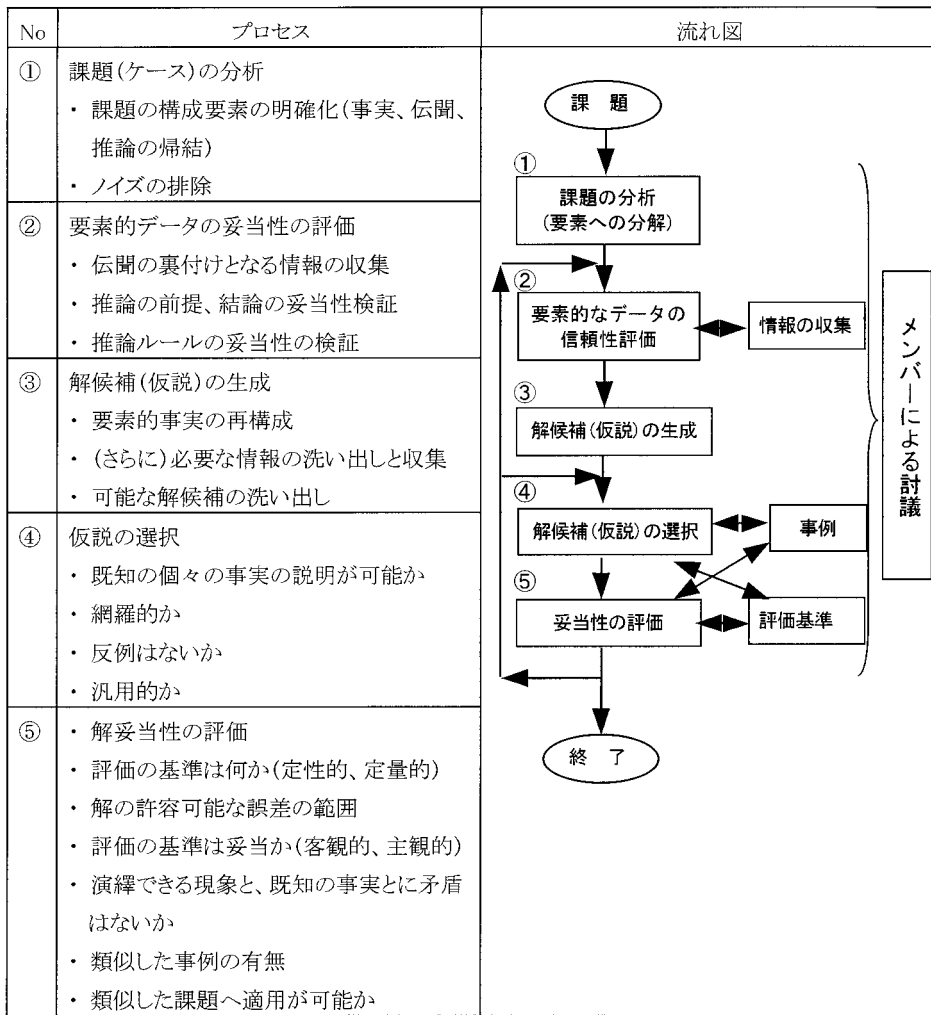 No
プロセス
流れ図
①
課題(ケース)の分析
・ 課題の構成要素の明確化(事実、伝聞、
推論の帰結)
・ ノイズの排除
②
要素的データの妥当性の評価
・ 伝聞の裏付けとなる情報の収集
・ 推論の前提、結論の妥当性検証
・ 推論ルールの妥当性の検証
③
解候補(仮説)の生成
・ 要素的事実の再構成
・ (さらに)必要な情報の洗い出しと収集
・ 可能な解候補の洗い出し
④
仮説の選択
・ 既知の個々の事実の説明が可能か
・ 網羅的か
・ 反例はないか
・ 汎用的か
⑤
・ 解妥当性の評価
・ 評価の基準は何か(定性的、定量的)
・ 解の許容可能な誤差の範囲
・ 評価の基準は妥当か(客観的、主観的)
・ 演繹できる現象と、既知の事実とに矛盾
はないか
・ 類似した事例の有無
・ 類似した課題へ適用が可能か
課 題
①
課題の分析
(要素への分解)
②
要素的なデータの
信頼性評価
情報の収集
③
解候補(仮説)の生成
④
解候補(仮説)の選択
事例
⑤
妥当性の評価
評価基準
終 了
メンバーによる討議